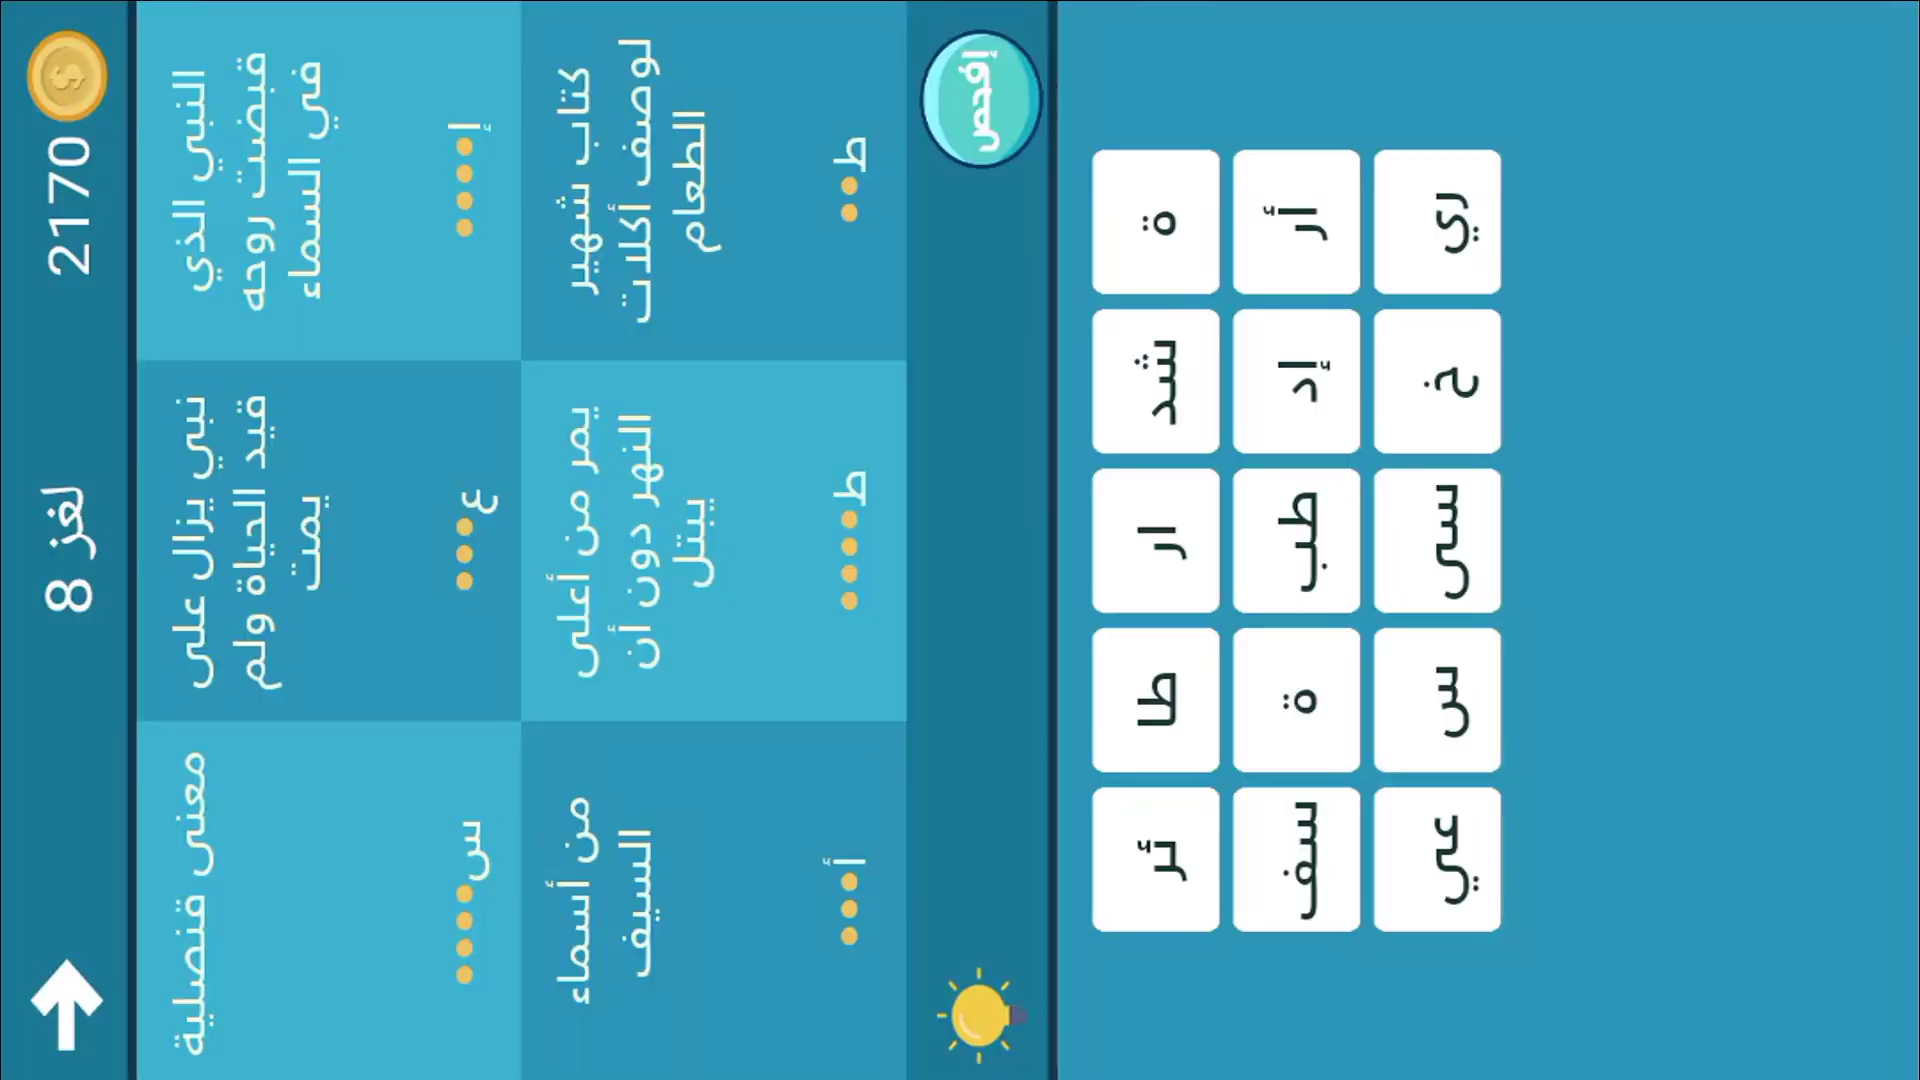 2170
لغز 8
النبي الذي
قبضت روحه
في السماء
إ••••
نبي يزال على
قيد الحياة ولم
يمت
ع•••
معنى قنصلية
س••••
كتاب شهير
لوصف أكلات
الطعام
ط••
يمر من أعلى
النهر دون أن
يبتل
ط••••
من أسماء
السيف
أ•••
إفحص
ة شد ار طا ئر
أر إد طب ة سف
ري خ سى س عي